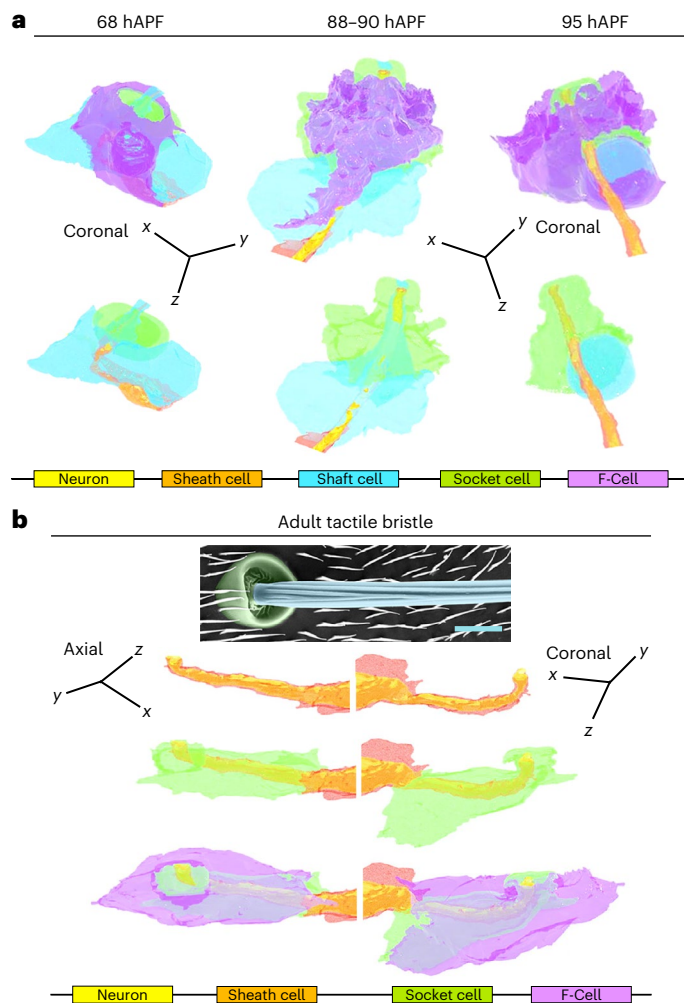 a
68 hAPF 88–90 hAPF 95 hAPF
Coronal x y z
x y Coronal z
Neuron Sheath cell Shaft cell Socket cell F-Cell
b
Adult tactile bristle
Axial z y x
Coronal y x z
Neuron Sheath cell Socket cell F-Cell